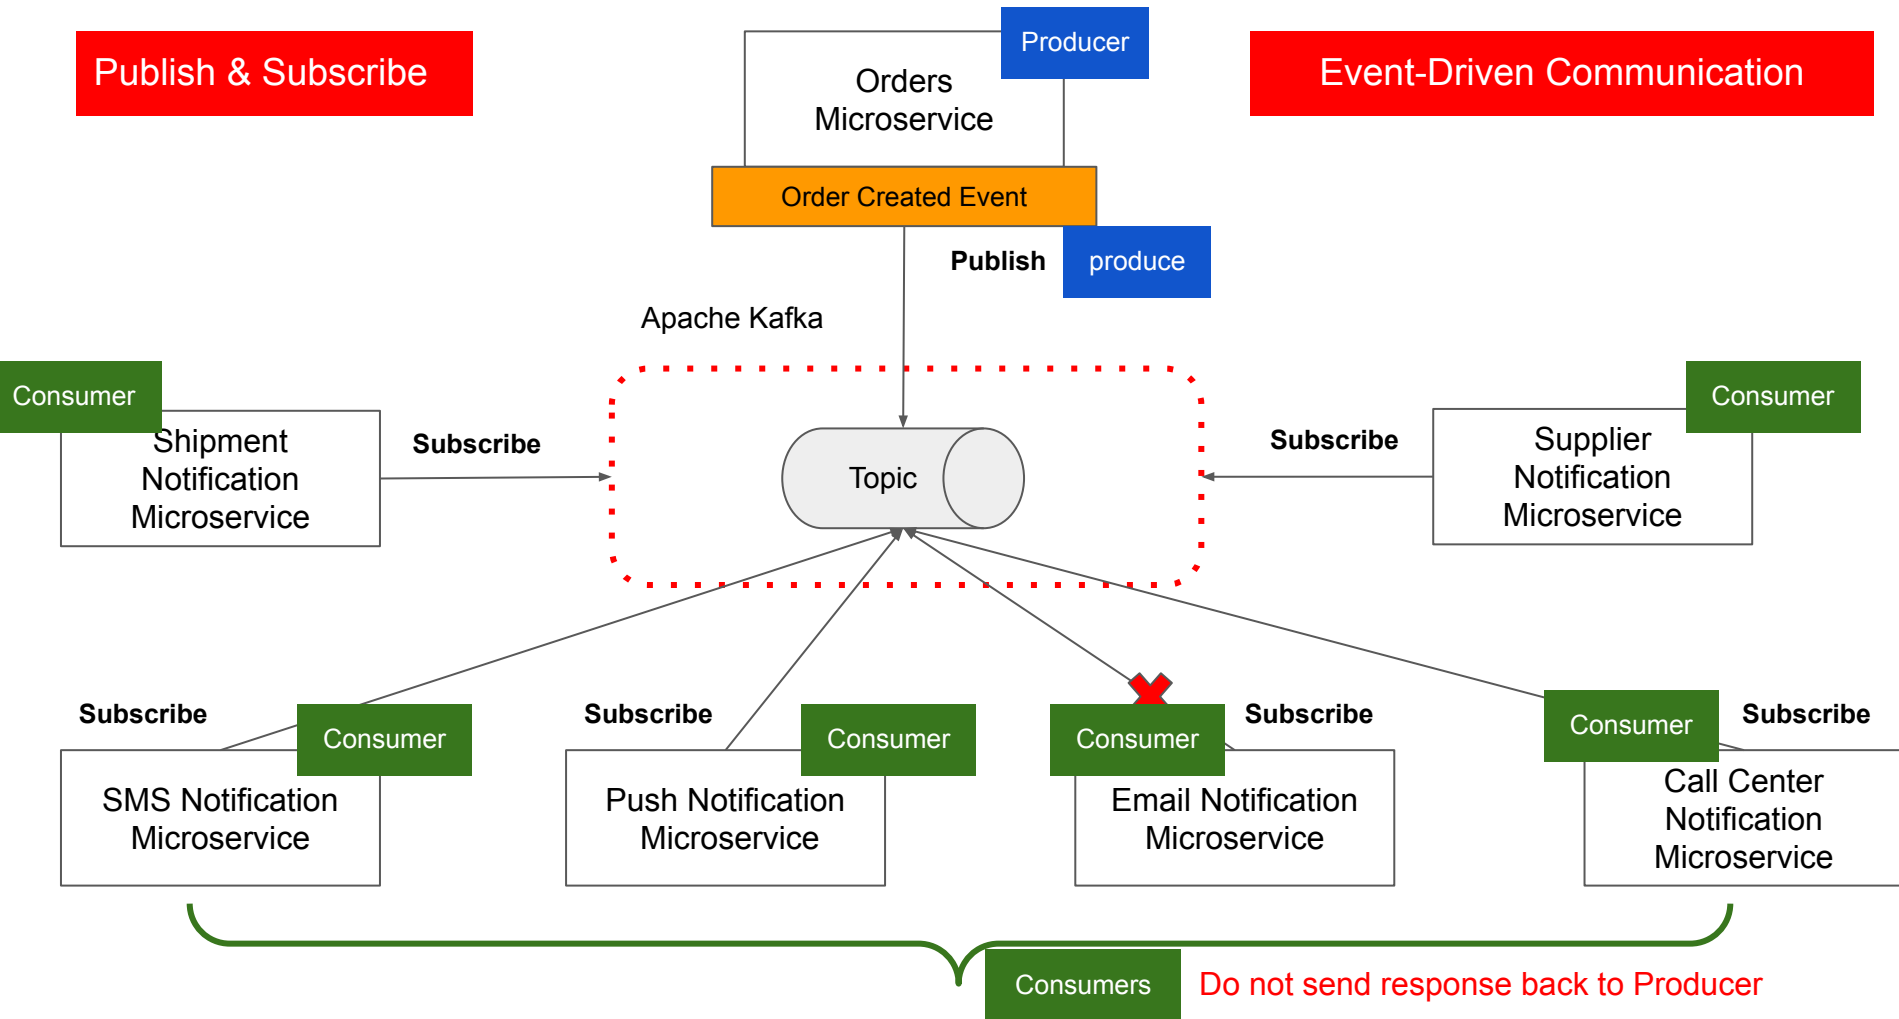 Publish & Subscribe
Producer
Event-Driven Communication
Orders
Microservice
Order Created Event
Publish
produce
Apache Kafka
Consumer
Shipment
Notification
Microservice
Subscribe
Topic
Subscribe
Consumer
Supplier
Notification
Microservice
Subscribe
Consumer
SMS Notification
Microservice
Subscribe
Consumer
Push Notification
Microservice
Consumer
Subscribe
Email Notification
Microservice
Consumer
Subscribe
Call Center
Notification
Microservice
Consumers
Do not send response back to Producer